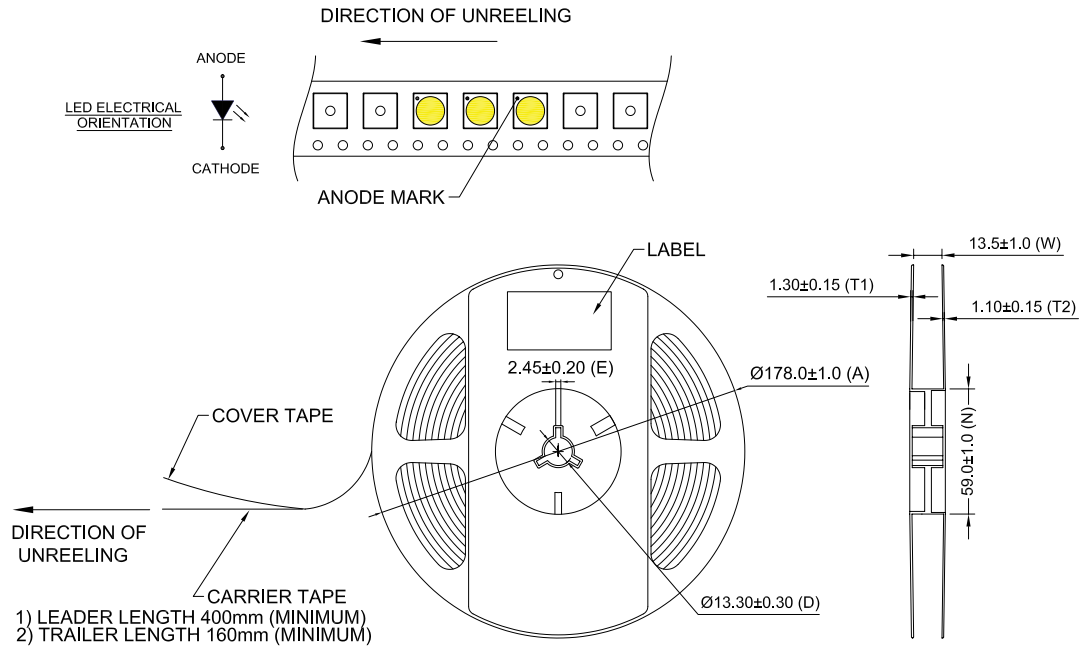 DIRECTION OF UNREELING
ANODE
LED ELECTRICAL
ORIENTATION
CATHODE
ANODE MARK
LABEL
13.5±1.0 (W)
1.30±0.15 (T1)
1.10±0.15 (T2)
2.45±0.20 (E)
Ø178.0±1.0 (A)
COVER TAPE
59.0±1.0 (N)
DIRECTION OF
UNREELING
CARRIER TAPE
Ø13.30±0.30 (D)
1) LEADER LENGTH 400mm (MINIMUM)
2) TRAILER LENGTH 160mm (MINIMUM)